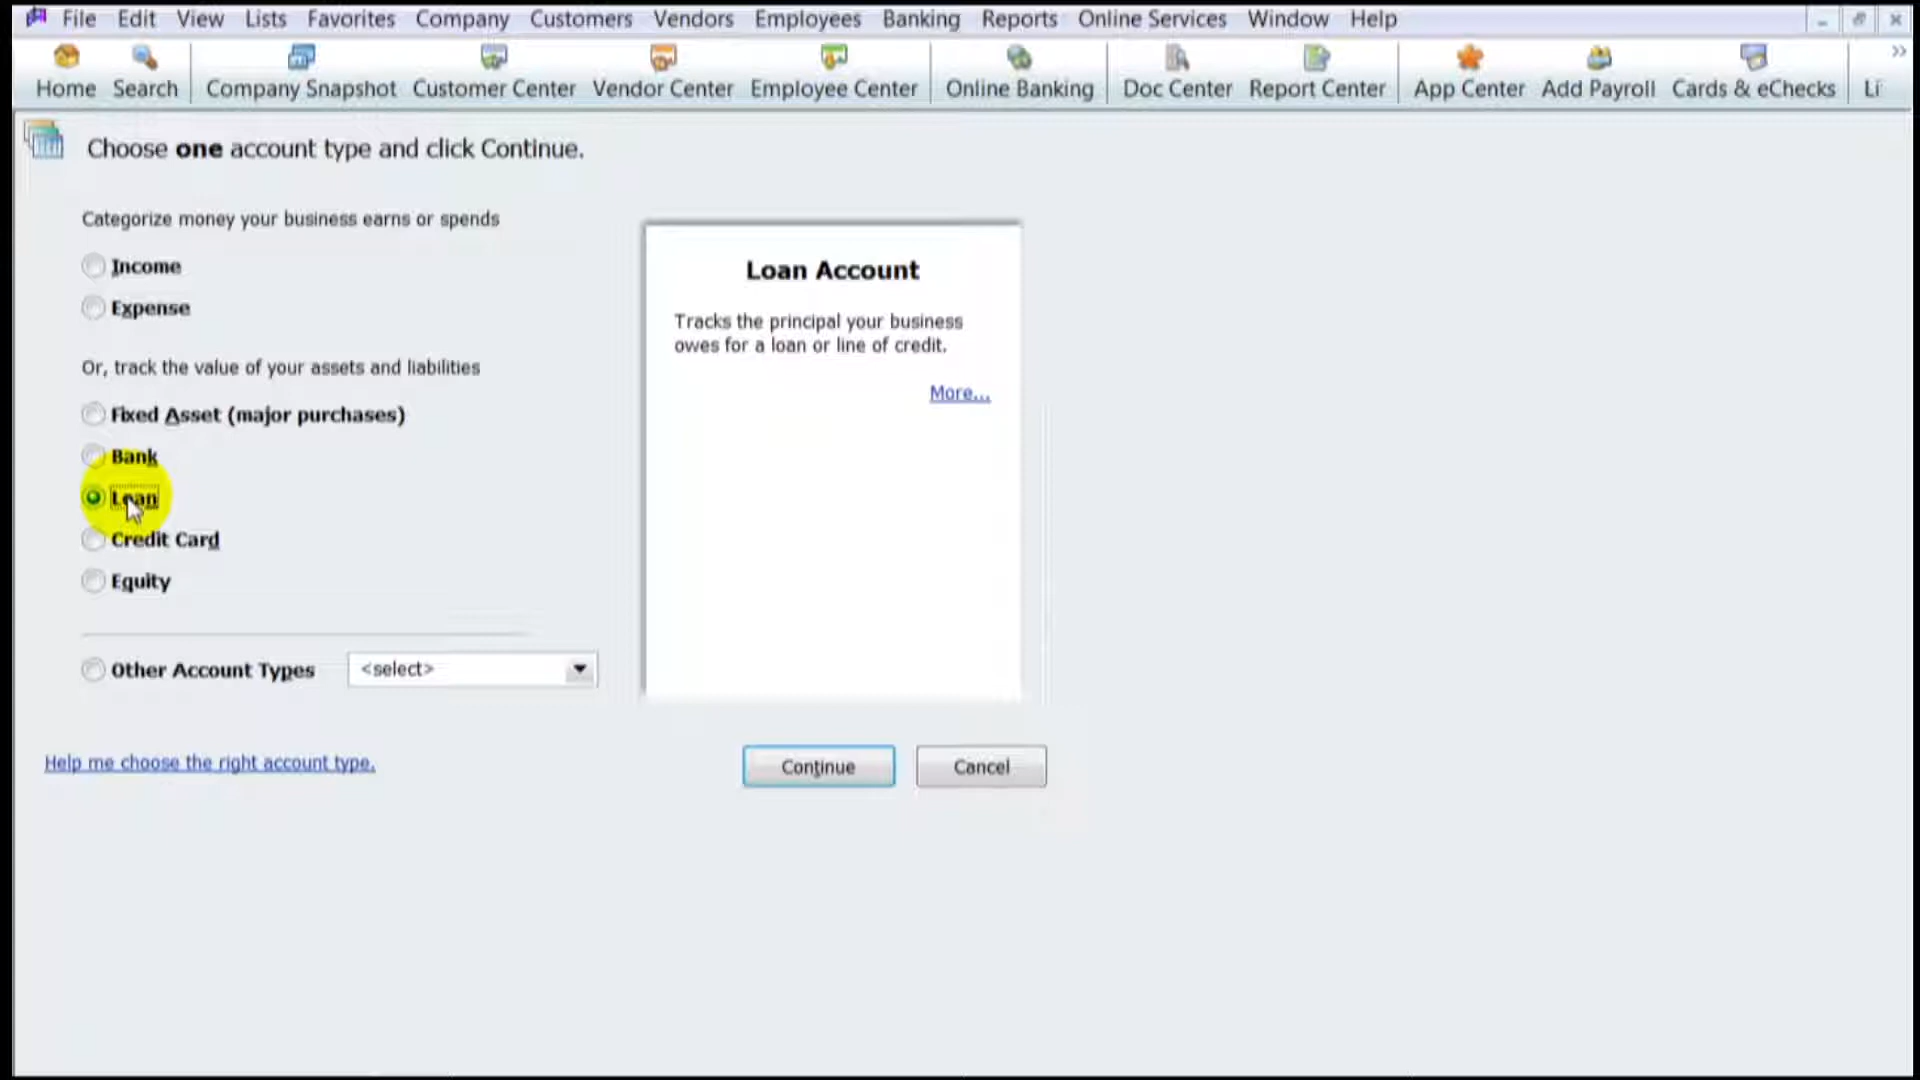 File Edit View Lists Favorites Company Customers Vendors Employees Banking Reports Online Services Window Help
Home Search Company Snapshot Customer Center Vendor Center Employee Center Online Banking Doc Center Report Center App Center Add Payroll Cards & eChecks Li
Choose one account type and click Continue.
Categorize money your business earns or spends
Income
Expense
Or, track the value of your assets and liabilities
Fixed Asset (major purchases)
Bank
Loan
Credit Card
Equity
Other Account Types <select>
Loan Account
Tracks the principal your business
owes for a loan or line of credit.
More...
Help me choose the right account type.
Continue Cancel